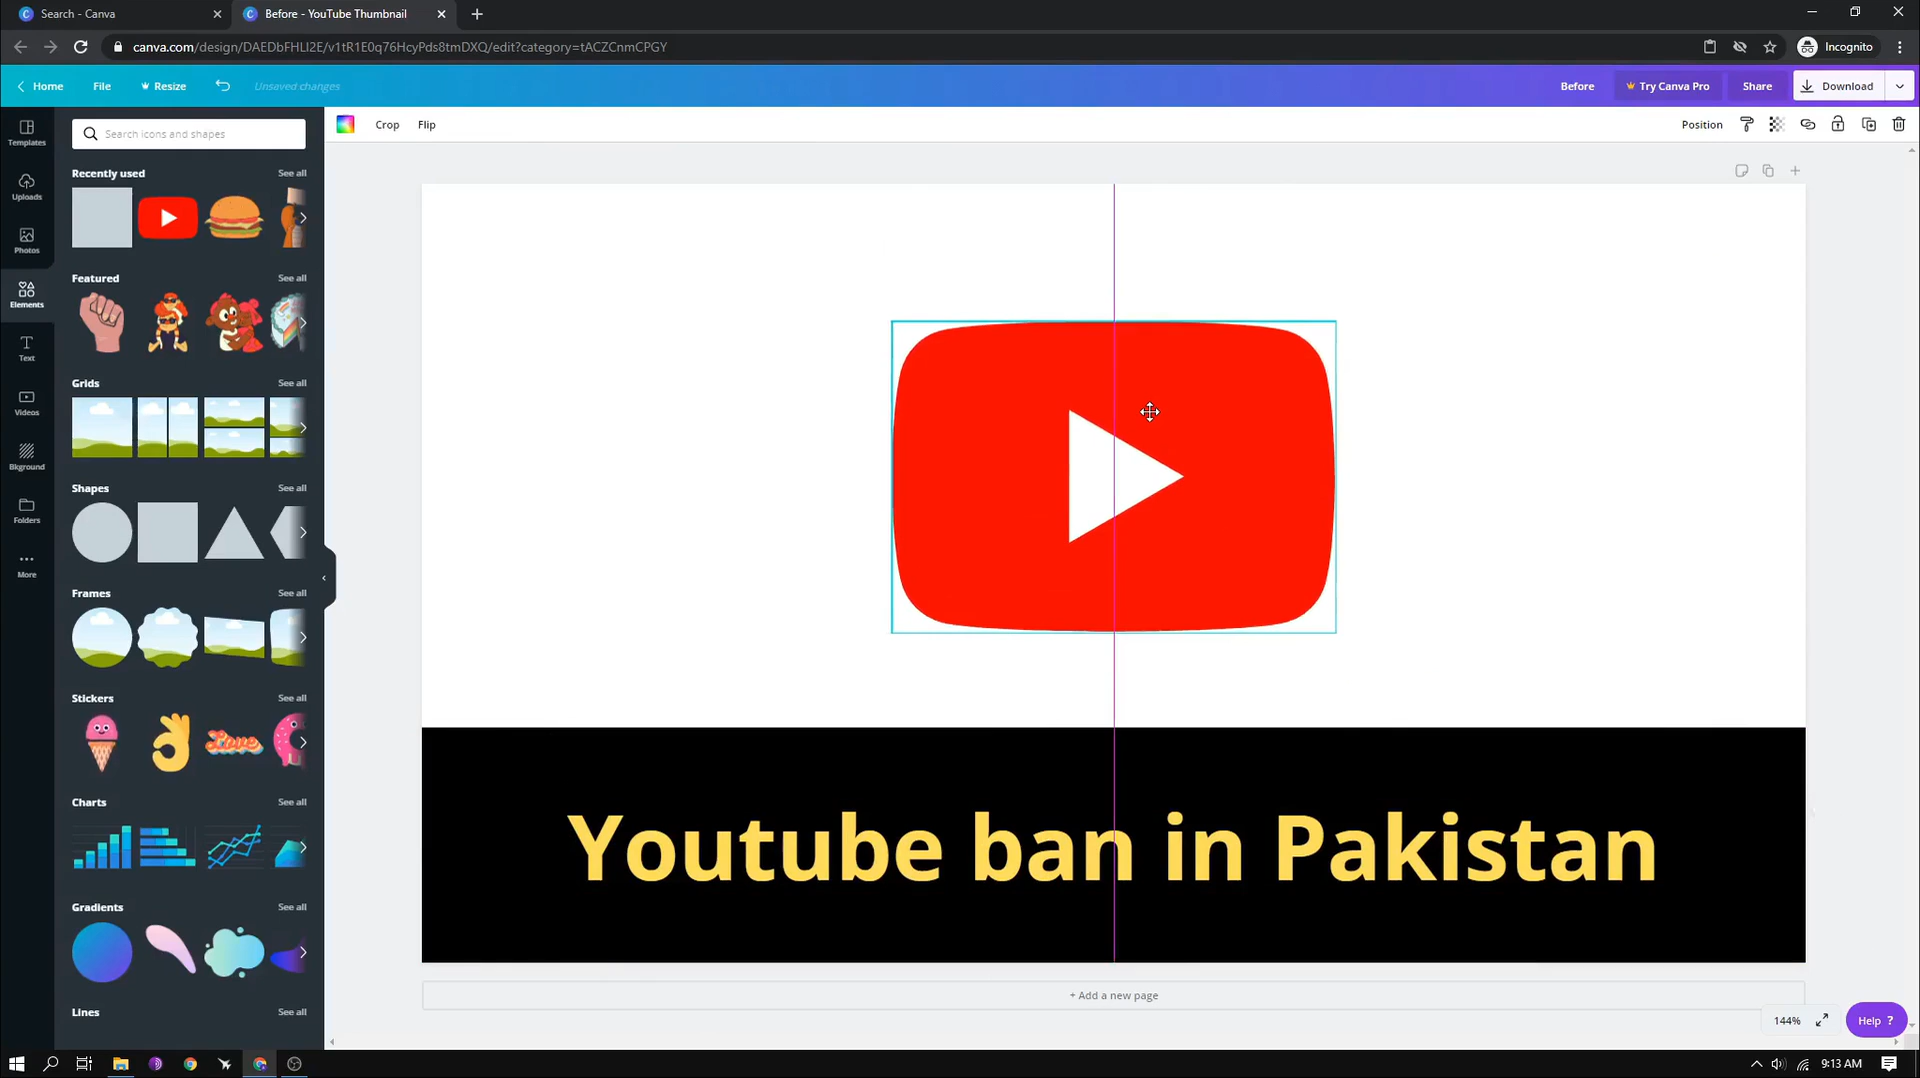 Search - Canva
Before - YouTube Thumbnail
canva.com/design/DAEDbFHLl2E/v1tR1E0q76HcyPds8tmDXQ/edit?category=tACZCnmCPGY
Incognito
Home
File
Resize
Unsaved changes
Before
Try Canva Pro
Share
Download
Templates
Uploads
Photos
Elements
Text
Videos
Bkground
Folders
More
Search icons and shapes
Recently used
See all
Featured
See all
Grids
See all
Shapes
See all
Frames
See all
Stickers
See all
Love
Charts
See all
Gradients
See all
Lines
See all
Crop
Flip
Position
Youtube ban in Pakistan
+ Add a new page
144%
Help ?
9:13 AM